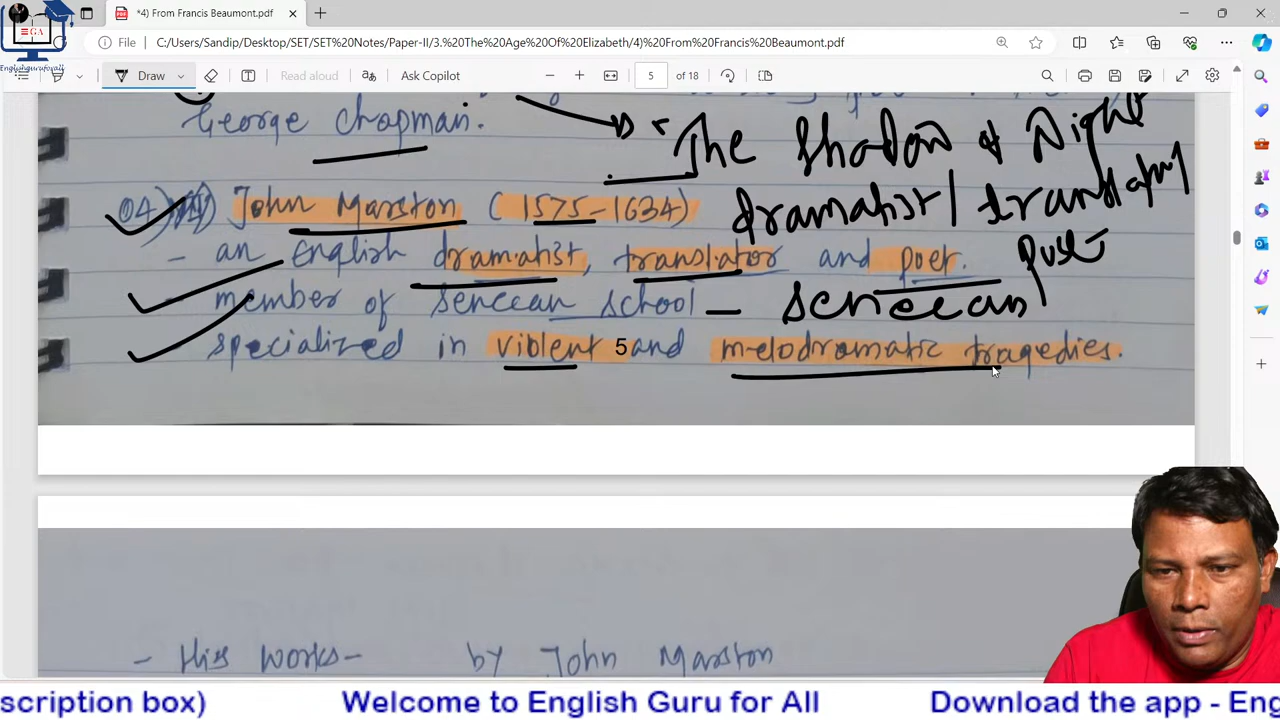 *4) From Francis Beaumont.pdf
File C:/Users/Sandip/Desktop/SET/SET%20Notes/Paper-II/3.%20The%20Age%20Of%20Elizabeth/4)%20From%20Francis%20Beaumont.pdf
EGA
Englishguruforall
Draw Read aloud Ask Copilot 5 of 18
George Chapman.
The Shadow & Night
04) John Marston (1575-1634)
dramatist/
- an English dramatist, translator and poet.
poet
- member of senecan school - senecan
specialized in violent 5 and melodramatic tragedies.
- His works- by John Marston
scription box) Welcome to English Guru for All Download the app - Eng